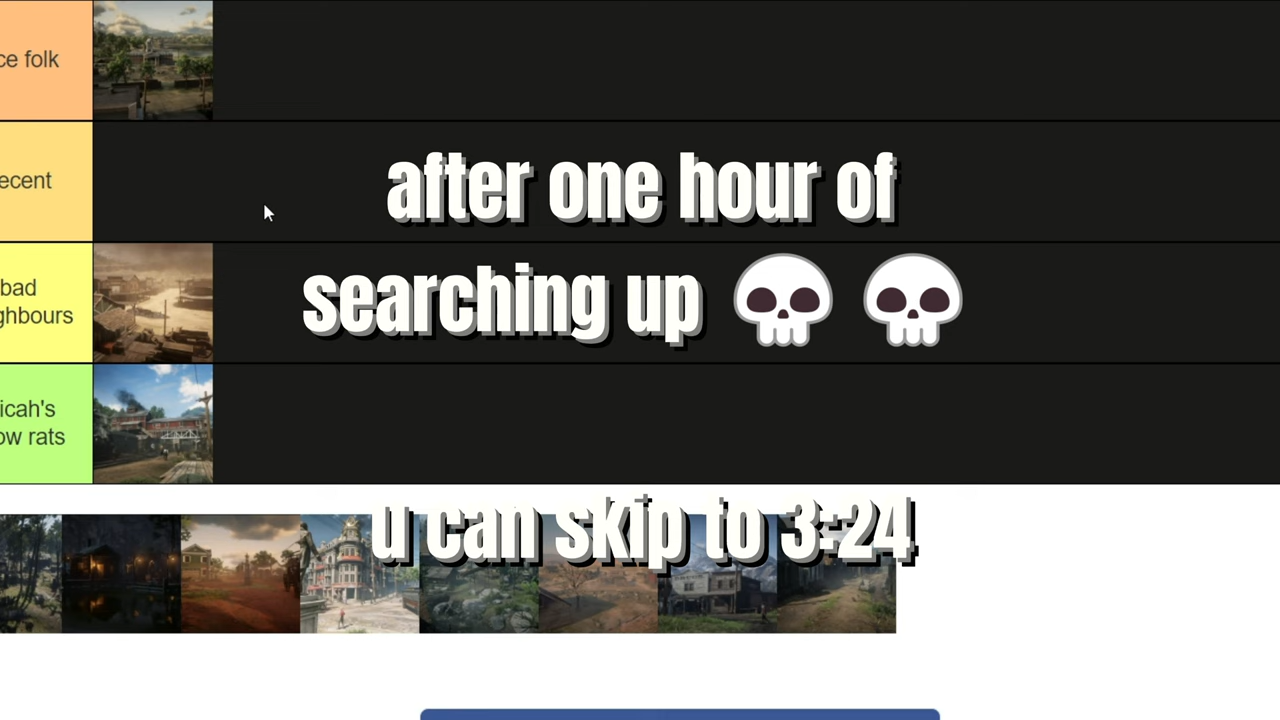 ce folk
ecent
bad
ghbours
icah's
ow rats
after one hour of
searching up 💀 💀
u can skip to 3:24